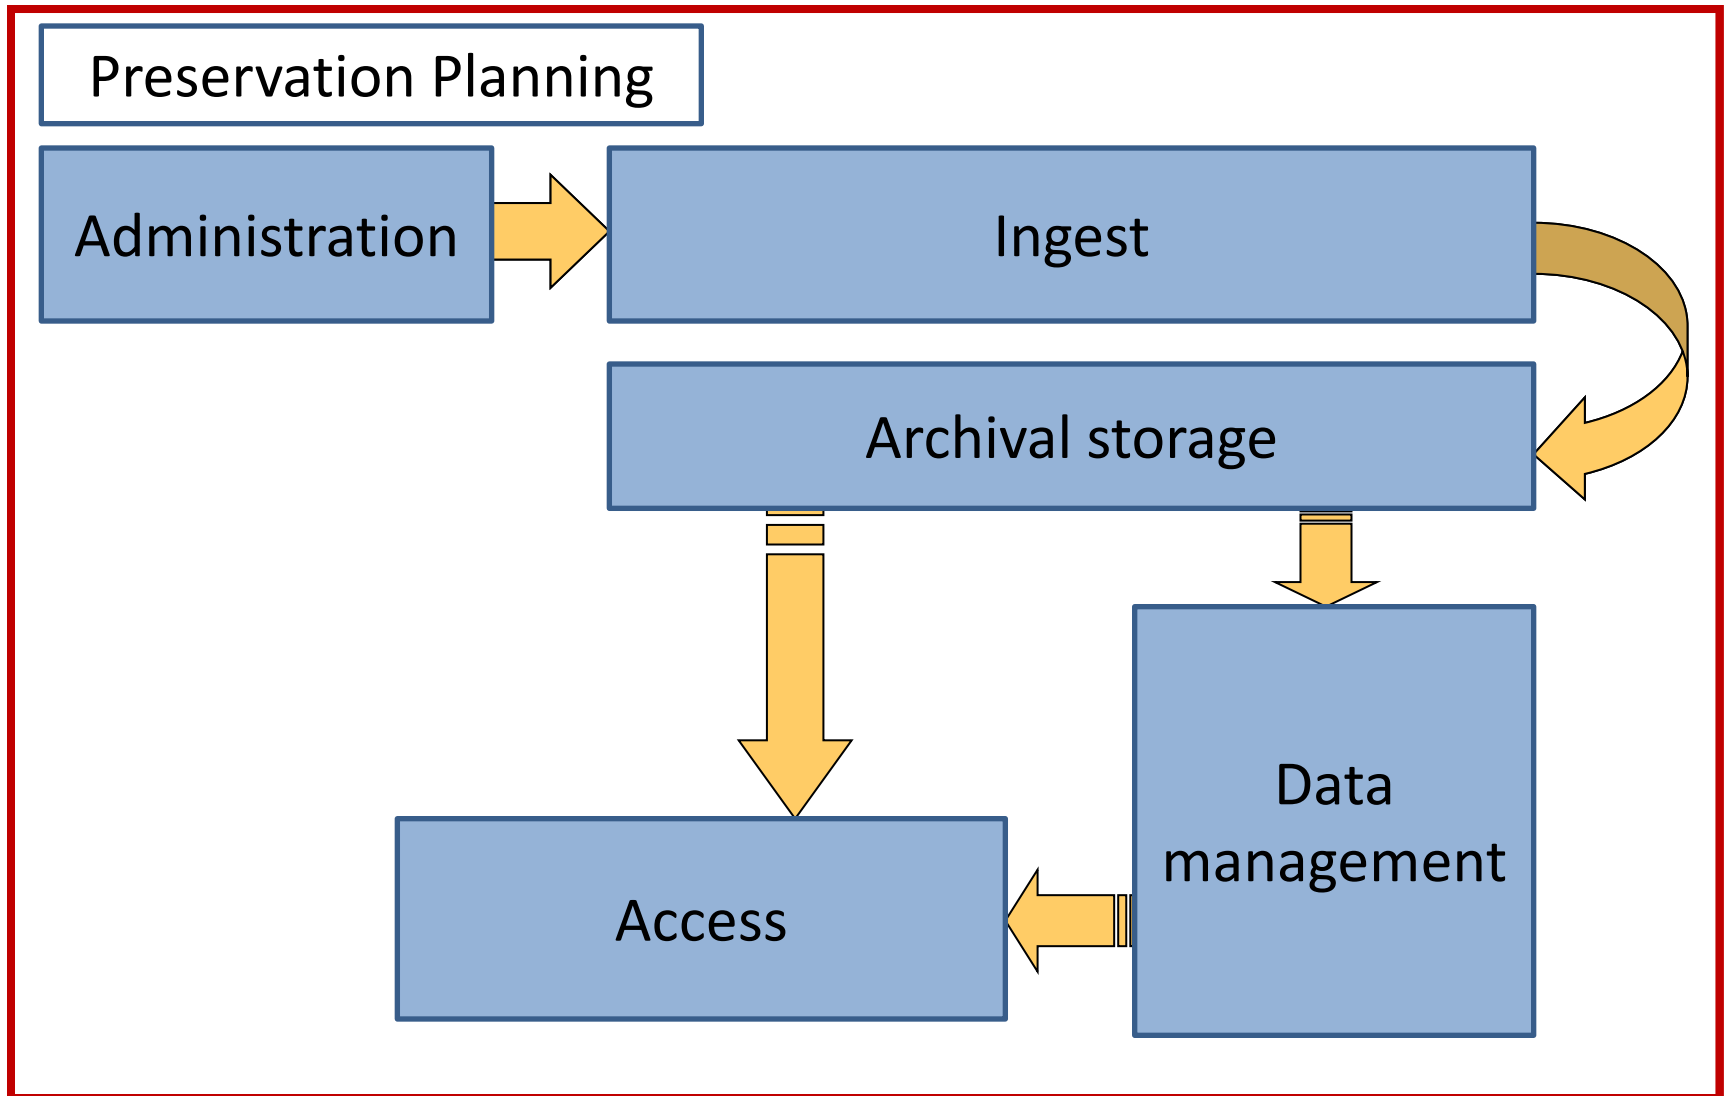 Preservation Planning
Administration
Ingest
Archival storage
Data
management
Access